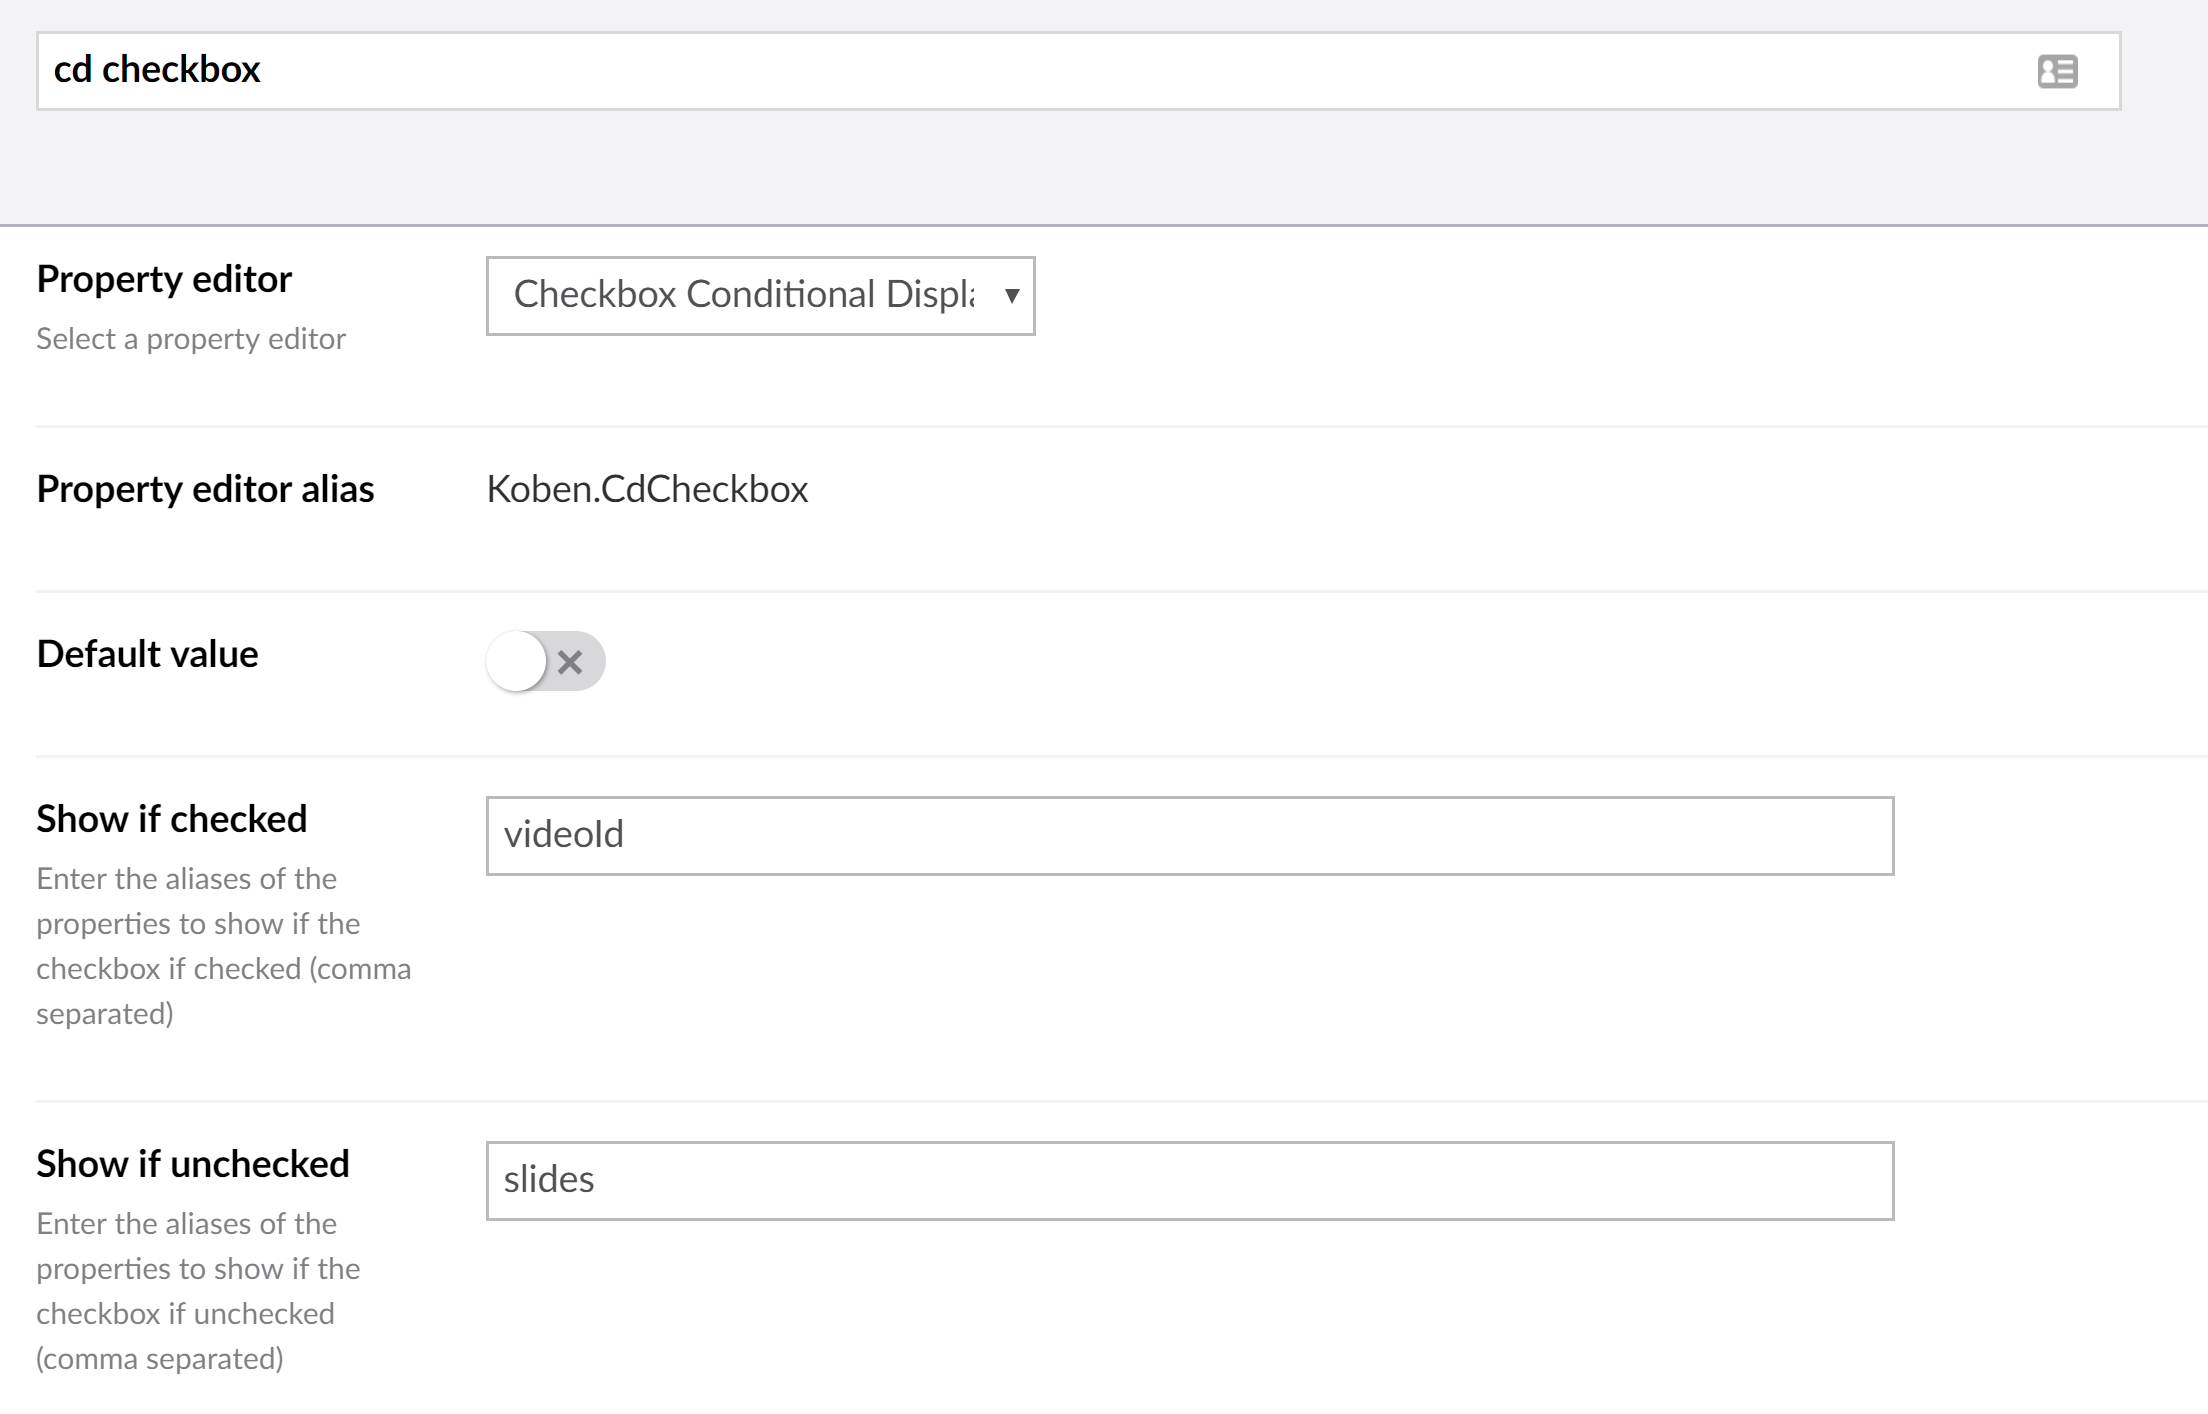 cd checkbox
Property editor
Select a property editor
Checkbox Conditional Displa
Property editor alias
Koben.CdCheckbox
Default value
Show if checked
Enter the aliases of the
properties to show if the
checkbox if checked (comma
separated)
videoId
Show if unchecked
Enter the aliases of the
properties to show if the
checkbox if unchecked
(comma separated)
slides